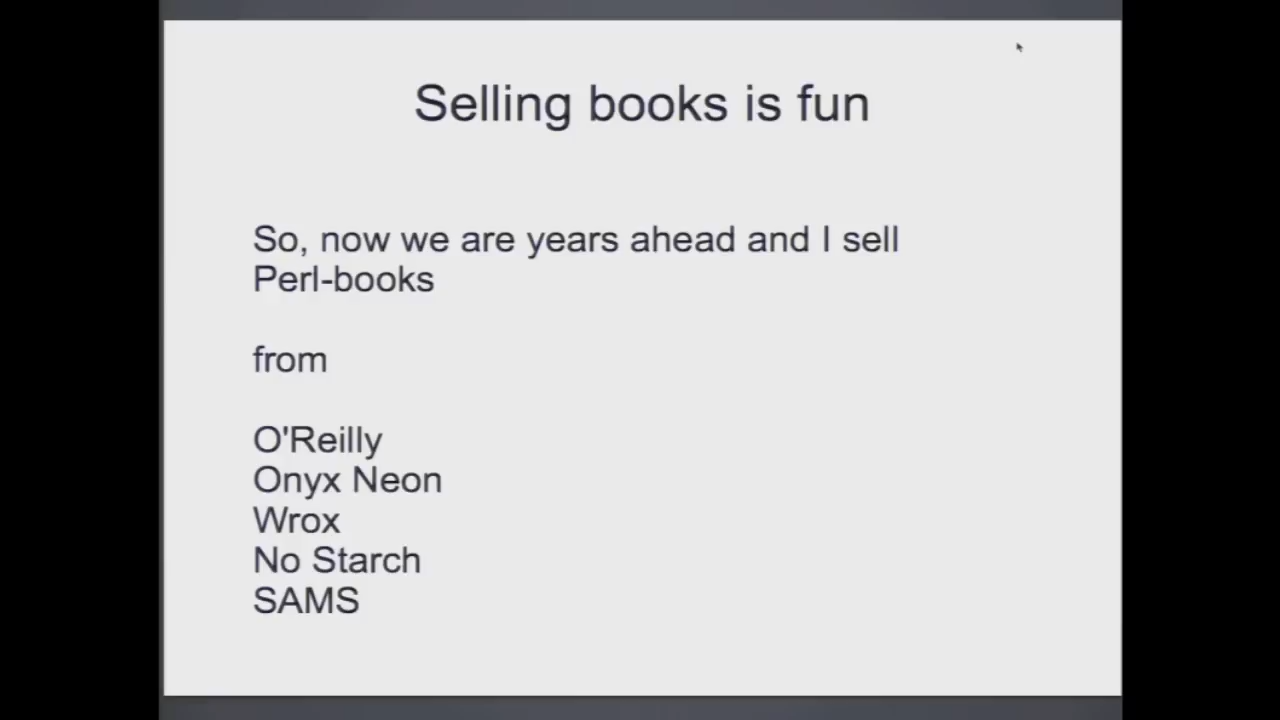 Selling books is fun
So, now we are years ahead and I sell
Perl-books
from
O'Reilly
Onyx Neon
Wrox
No Starch
SAMS